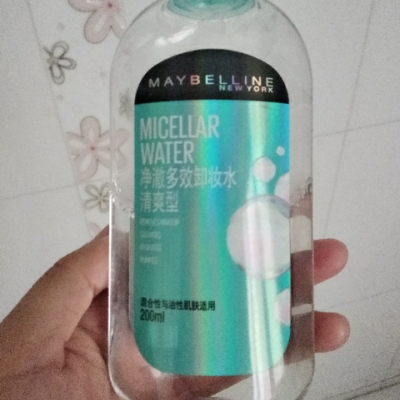 MAYBELLINE
NEW YORK
MICELLAR
WATER
净澈多效卸妆水
清爽型
混合性与油性肌肤适用
200ml